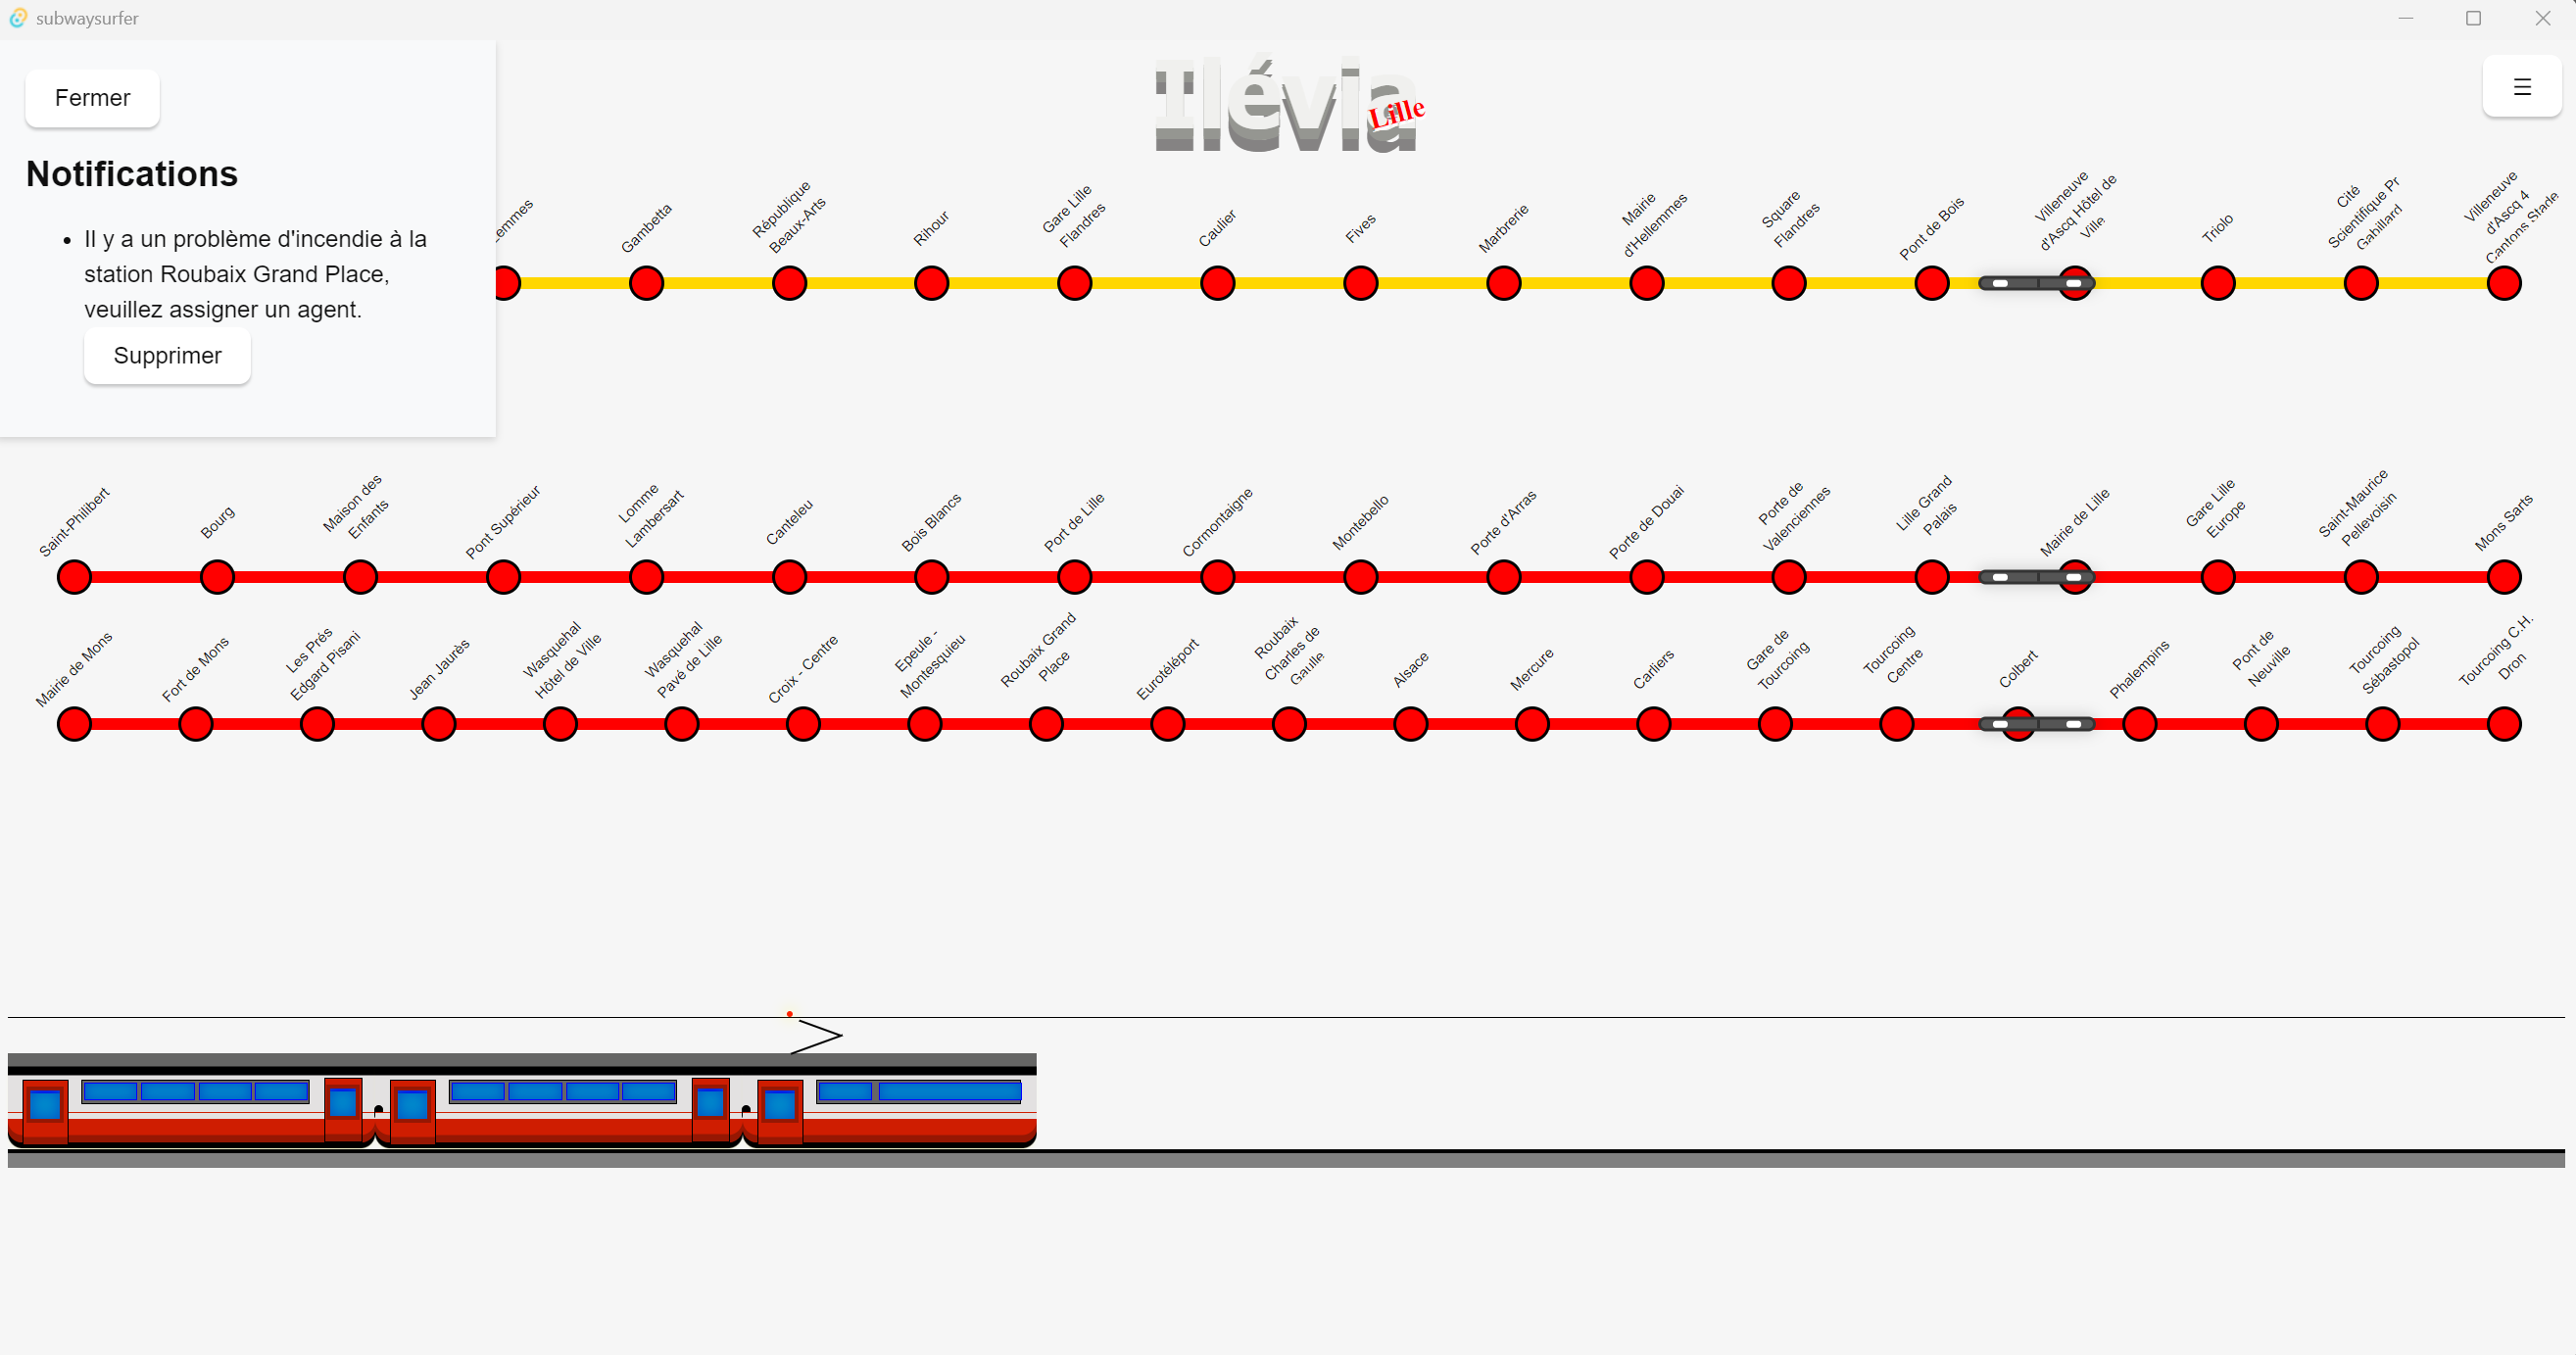 subwaysurfer
Fermer
Ilévia
Lille
Notifications
Il y a un problème d'incendie à la
station Roubaix Grand Place,
veuillez assigner un agent.
Supprimer
Gambetta
République
Beaux-Arts
Rihour
Gare Lille
Flandres
Caulier
Fives
Marbrerie
Mairie
d'Hellemmes
Square
Flandres
Pont de Bois
Villeneuve
d'Ascq Hôtel de
Ville
Triolo
Cité
Scientifique Pr
Gabillard
Villeneuve
d'Ascq 4
Cantons Stade
Saint-Philibert
Bourg
Maison des
Enfants
Pont Supérieur
Lomme
Lambersart
Canteleu
Bois Blancs
Port de Lille
Cormontaigne
Montebello
Porte d'Arras
Porte de Douai
Porte de
Valenciennes
Lille Grand
Palais
Mairie de Lille
Gare Lille
Europe
Saint-Maurice
Pellevoisin
Mons Sarts
Mairie de Mons
Fort de Mons
Les Prés
Edgard Pisani
Jean Jaurès
Wasquehal
Hôtel de Ville
Wasquehal
Pavé de Lille
Croix - Centre
Epeule -
Montesquieu
Roubaix Grand
Place
Eurotéléport
Roubaix
Charles de
Gaulle
Alsace
Mercure
Carliers
Gare de
Tourcoing
Tourcoing
Centre
Colbert
Phalempins
Pont de
Neuville
Tourcoing
Sébastopol
Tourcoing C.H.
Dron